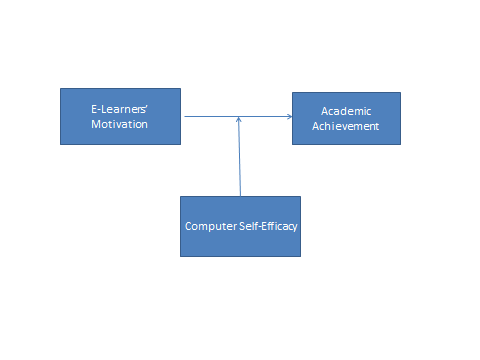 E-Learners’
Motivation
Academic
Achievement
Computer Self-Efficacy